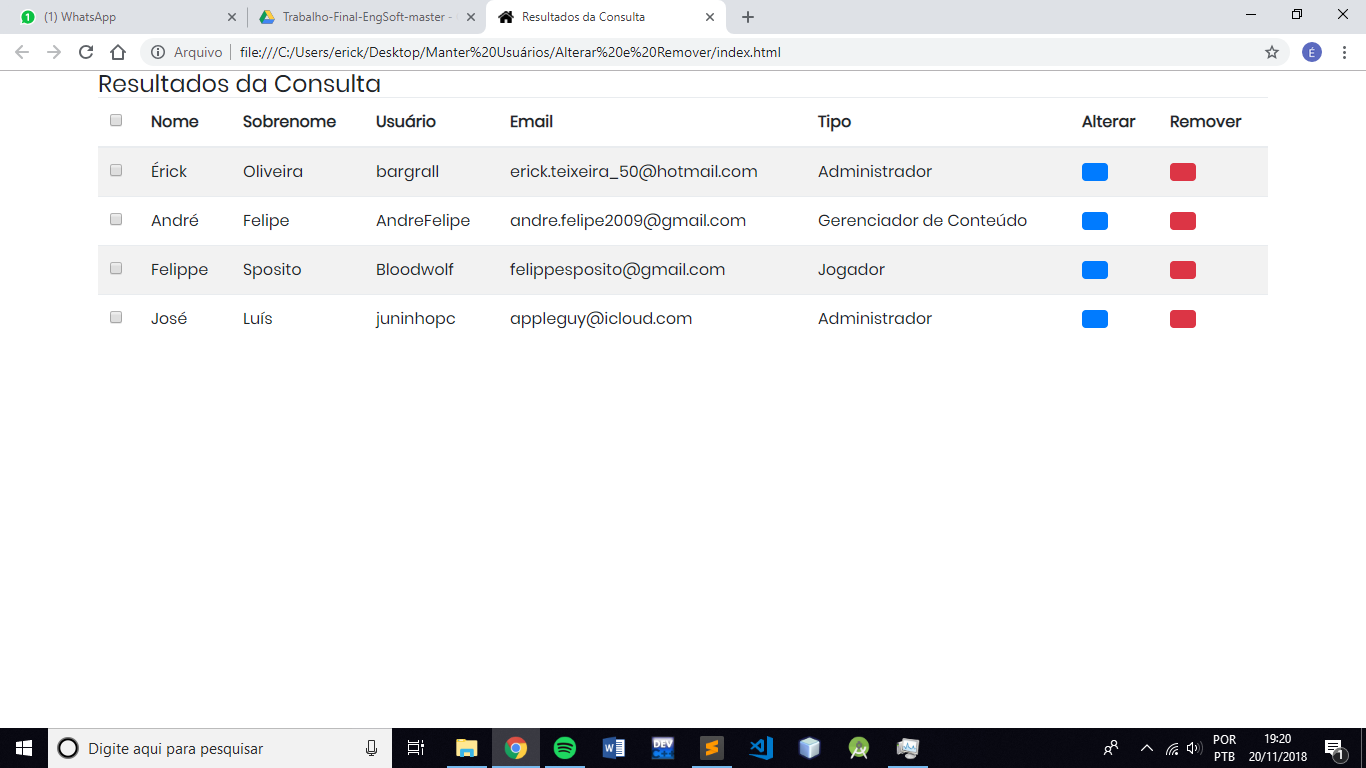 (1) WhatsApp
Trabalho-Final-EngSoft-master -
Resultados da Consulta
Arquivo
file:///C:/Users/erick/Desktop/Manter%20Usuários/Alterar%20e%20Remover/index.html
É
Resultados da Consulta
Nome Sobrenome Usuário Email Tipo Alterar Remover
Érick Oliveira bargrall erick.teixeira_50@hotmail.com Administrador
André Felipe AndreFelipe andre.felipe2009@gmail.com Gerenciador de Conteúdo
Felippe Sposito Bloodwolf felippesposito@gmail.com Jogador
José Luís juninhopc appleguy@icloud.com Administrador
Digite aqui para pesquisar
DEV
POR
PTB
19:20
20/11/2018
1